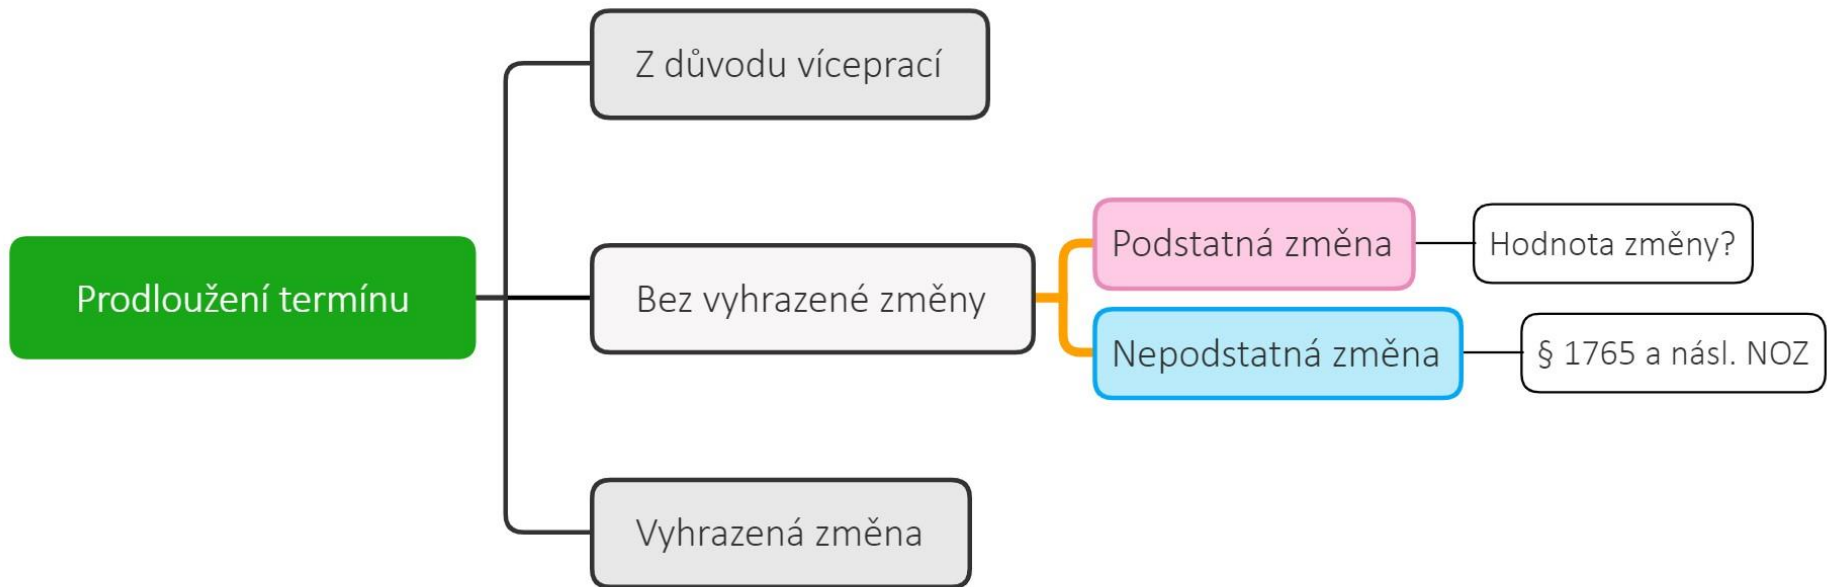 Prodloužení termínu
Z důvodu víceprací
Bez vyhrazené změny
Podstatná změna
Hodnota změny?
Nepodstatná změna
§ 1765 a násl. NOZ
Vyhrazená změna